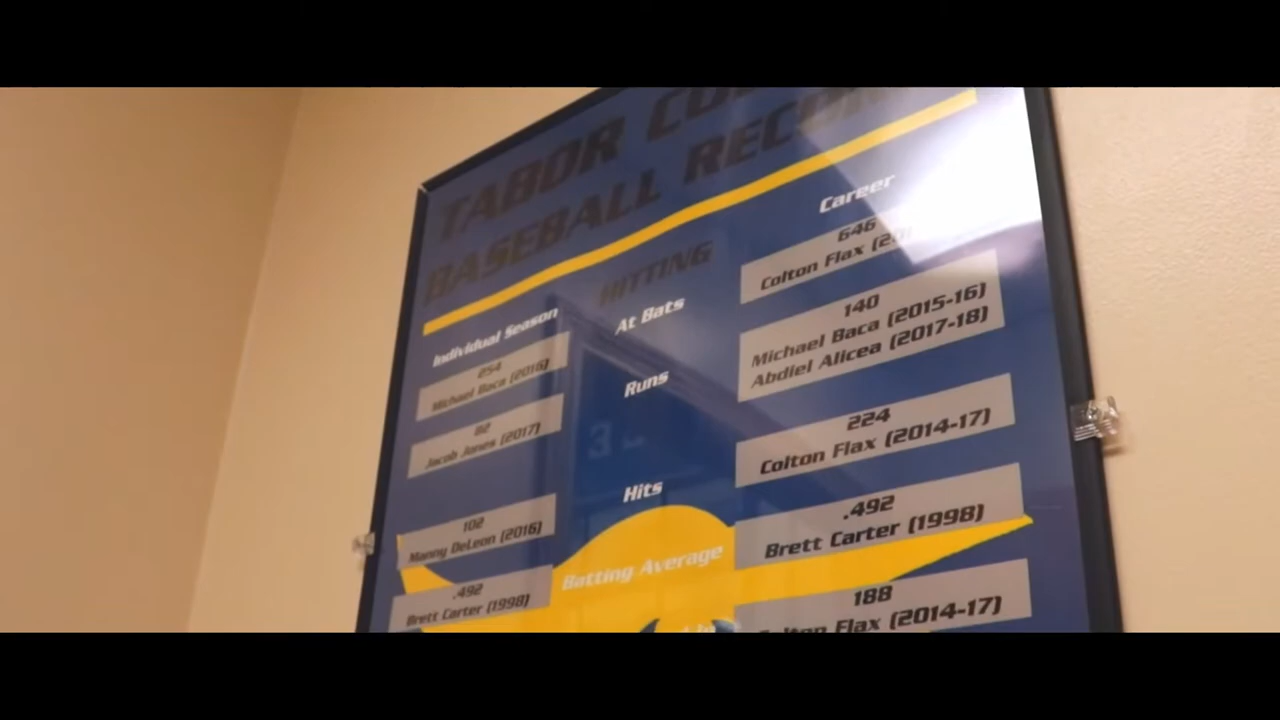 TABOR
BASEBALL
HITTING
Individual Season
At Bats
Career
254
Michael Baca (2016)
646
Colton Flax
Runs
82
Jacob Jones (2017)
140
Michael Baca (2015-16)
Abdiel Alicea (2017-18)
Hits
102
Manny DeLeon (2016)
224
Colton Flax (2014-17)
Batting Average
.492
Brett Carter (1998)
.492
Brett Carter (1998)
188
Colton Flax (2014-17)